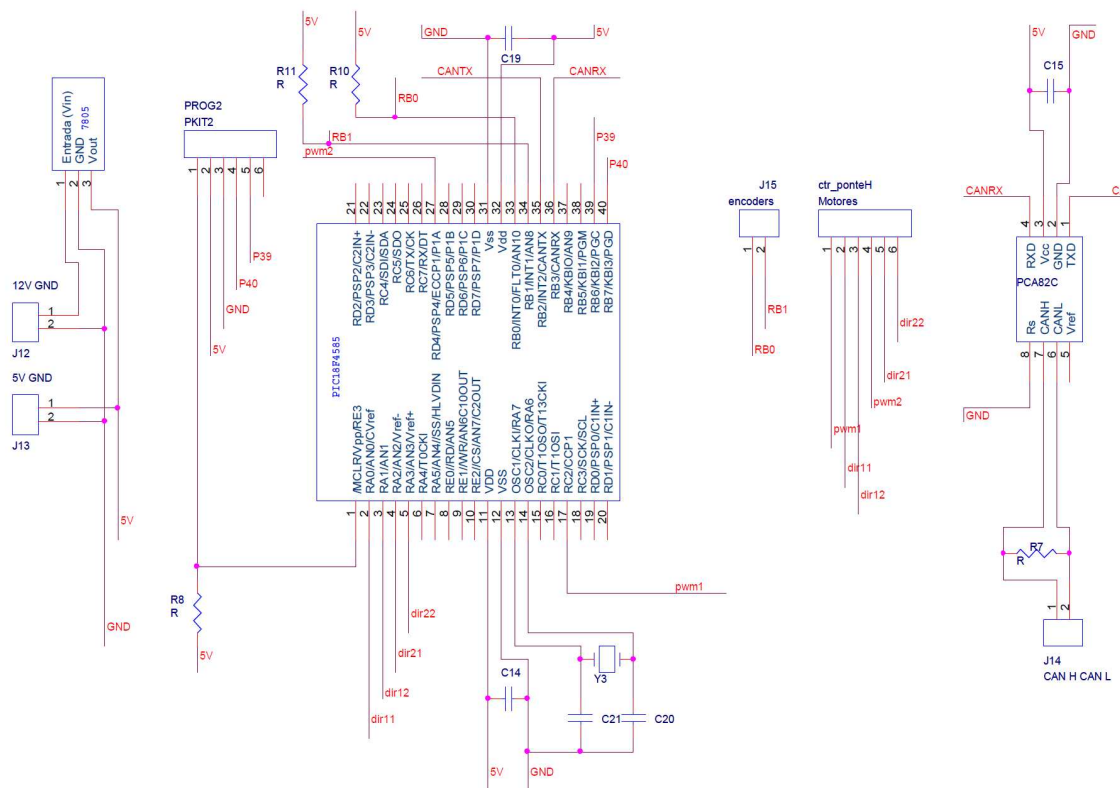 5V
5V
GND
5V
C19
CANTX
CANRX
R11
R
R10
R
RB0
RB1
pwm2
P39
P40
5V
GND
C15
Entrada (Vin)
GND 7805
Vout
1
2
3
PROG2
PKIT2
1
2
3
4
5
6
P39
P40
GND
5V
12V GND
1
2
J12
5V GND
1
2
J13
5V
GND
21
22
23
24
25
26
27
28
29
30
31
32
33
34
35
36
37
38
39
40
RD2/PSP2/C2IN+
RD3/PSP3/C2IN-
RC4/SDI/SDA
RC5/SDO
RC6/TX/CK
RC7/RX/DT
RD4/PSP4/ECCP1/P1A
RD5/PSP5/P1B
RD6/PSP6/P1C
RD7/PSP7/P1D
Vss
Vdd
RB0/INT0/FLT0/AN10
RB1/INT1/AN8
RB2/INT2/CANTX
RB3/CANRX
RB4/KBIO/AN9
RB5/KBI1/PGM
RB6/KBI2/PGC
RB7/KBI3/PGD
PIC18F4585
/MCLR/Vpp/RE3
RA0/AN0/CVref
RA1/AN1
RA2/AN2/Vref-
RA3/AN3/Vref+
RA4/T0CKI
RA5/AN4//SS/HLVDIN
RE0//RD/AN5
RE1//WR/AN6C10OUT
RE2//CS/AN7/C2OUT
VDD
VSS
OSC1/CLKI/RA7
OSC2/CLKO/RA6
RC0/T1OSO/T13CKI
RC1/T1OSI
RC2/CCP1
RC3/SCK/SCL
RD0/PSP0/C1IN+
RD1/PSP1/C1IN-
1
2
3
4
5
6
7
8
9
10
11
12
13
14
15
16
17
18
19
20
R8
R
5V
dir22
dir21
dir12
dir11
pwm1
C14
Y3
C21
C20
5V
GND
J15
encoders
1
2
RB1
RB0
ctr_ponteH
Motores
1
2
3
4
5
6
dir22
dir21
pwm2
pwm1
dir11
dir12
CANRX
C
4
3
2
1
RXD
Vcc
GND
TXD
PCA82C
Rs
CANH
CANL
Vref
8
7
6
5
GND
R7
R
1
2
J14
CAN H CAN L